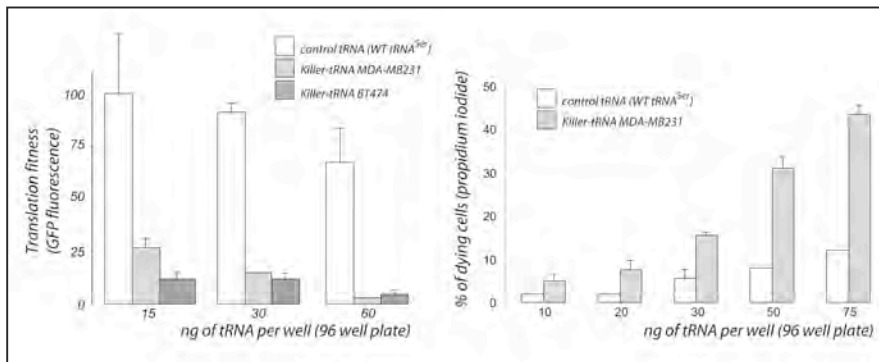 control tRNA (WT tRNA^Ser)
Killer-tRNA MDA-MB231
Killer-tRNA BT474
Translation fitness
(GFP fluorescence)
100
75
50
25
0
15
30
60
ng of tRNA per well (96 well plate)
control tRNA (WT tRNA^Ser)
Killer-tRNA MDA-MB231
% of dying cells (propidium iodide)
50
40
30
20
10
0
10
20
30
50
75
ng of tRNA per well (96 well plate)